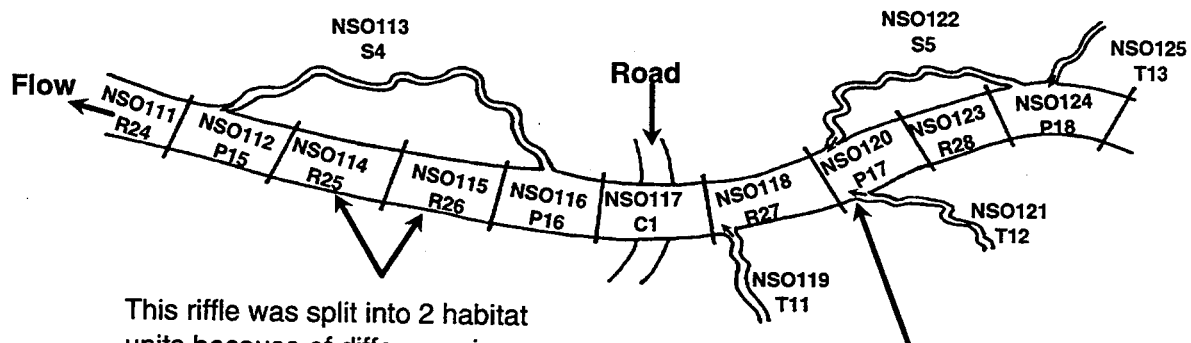 NSO113
S4
NSO122
S5
NSO125
T13
Flow
Road
NSO111
R24
NSO112
P15
NSO114
R25
NSO115
R26
NSO116
P16
NSO117
C1
NSO118
R27
NSO120
P17
NSO123
R28
NSO124
P18
NSO121
T12
NSO119
T11
This riffle was split into 2 habitat